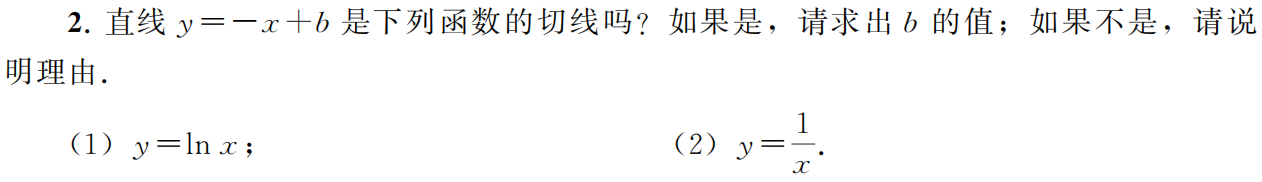 2. 直线 y=-x+b 是下列函数的切线吗？如果是，请求出 b 的值；如果不是，请说
明理由.
（1）y=ln x； （2）y=1/x.